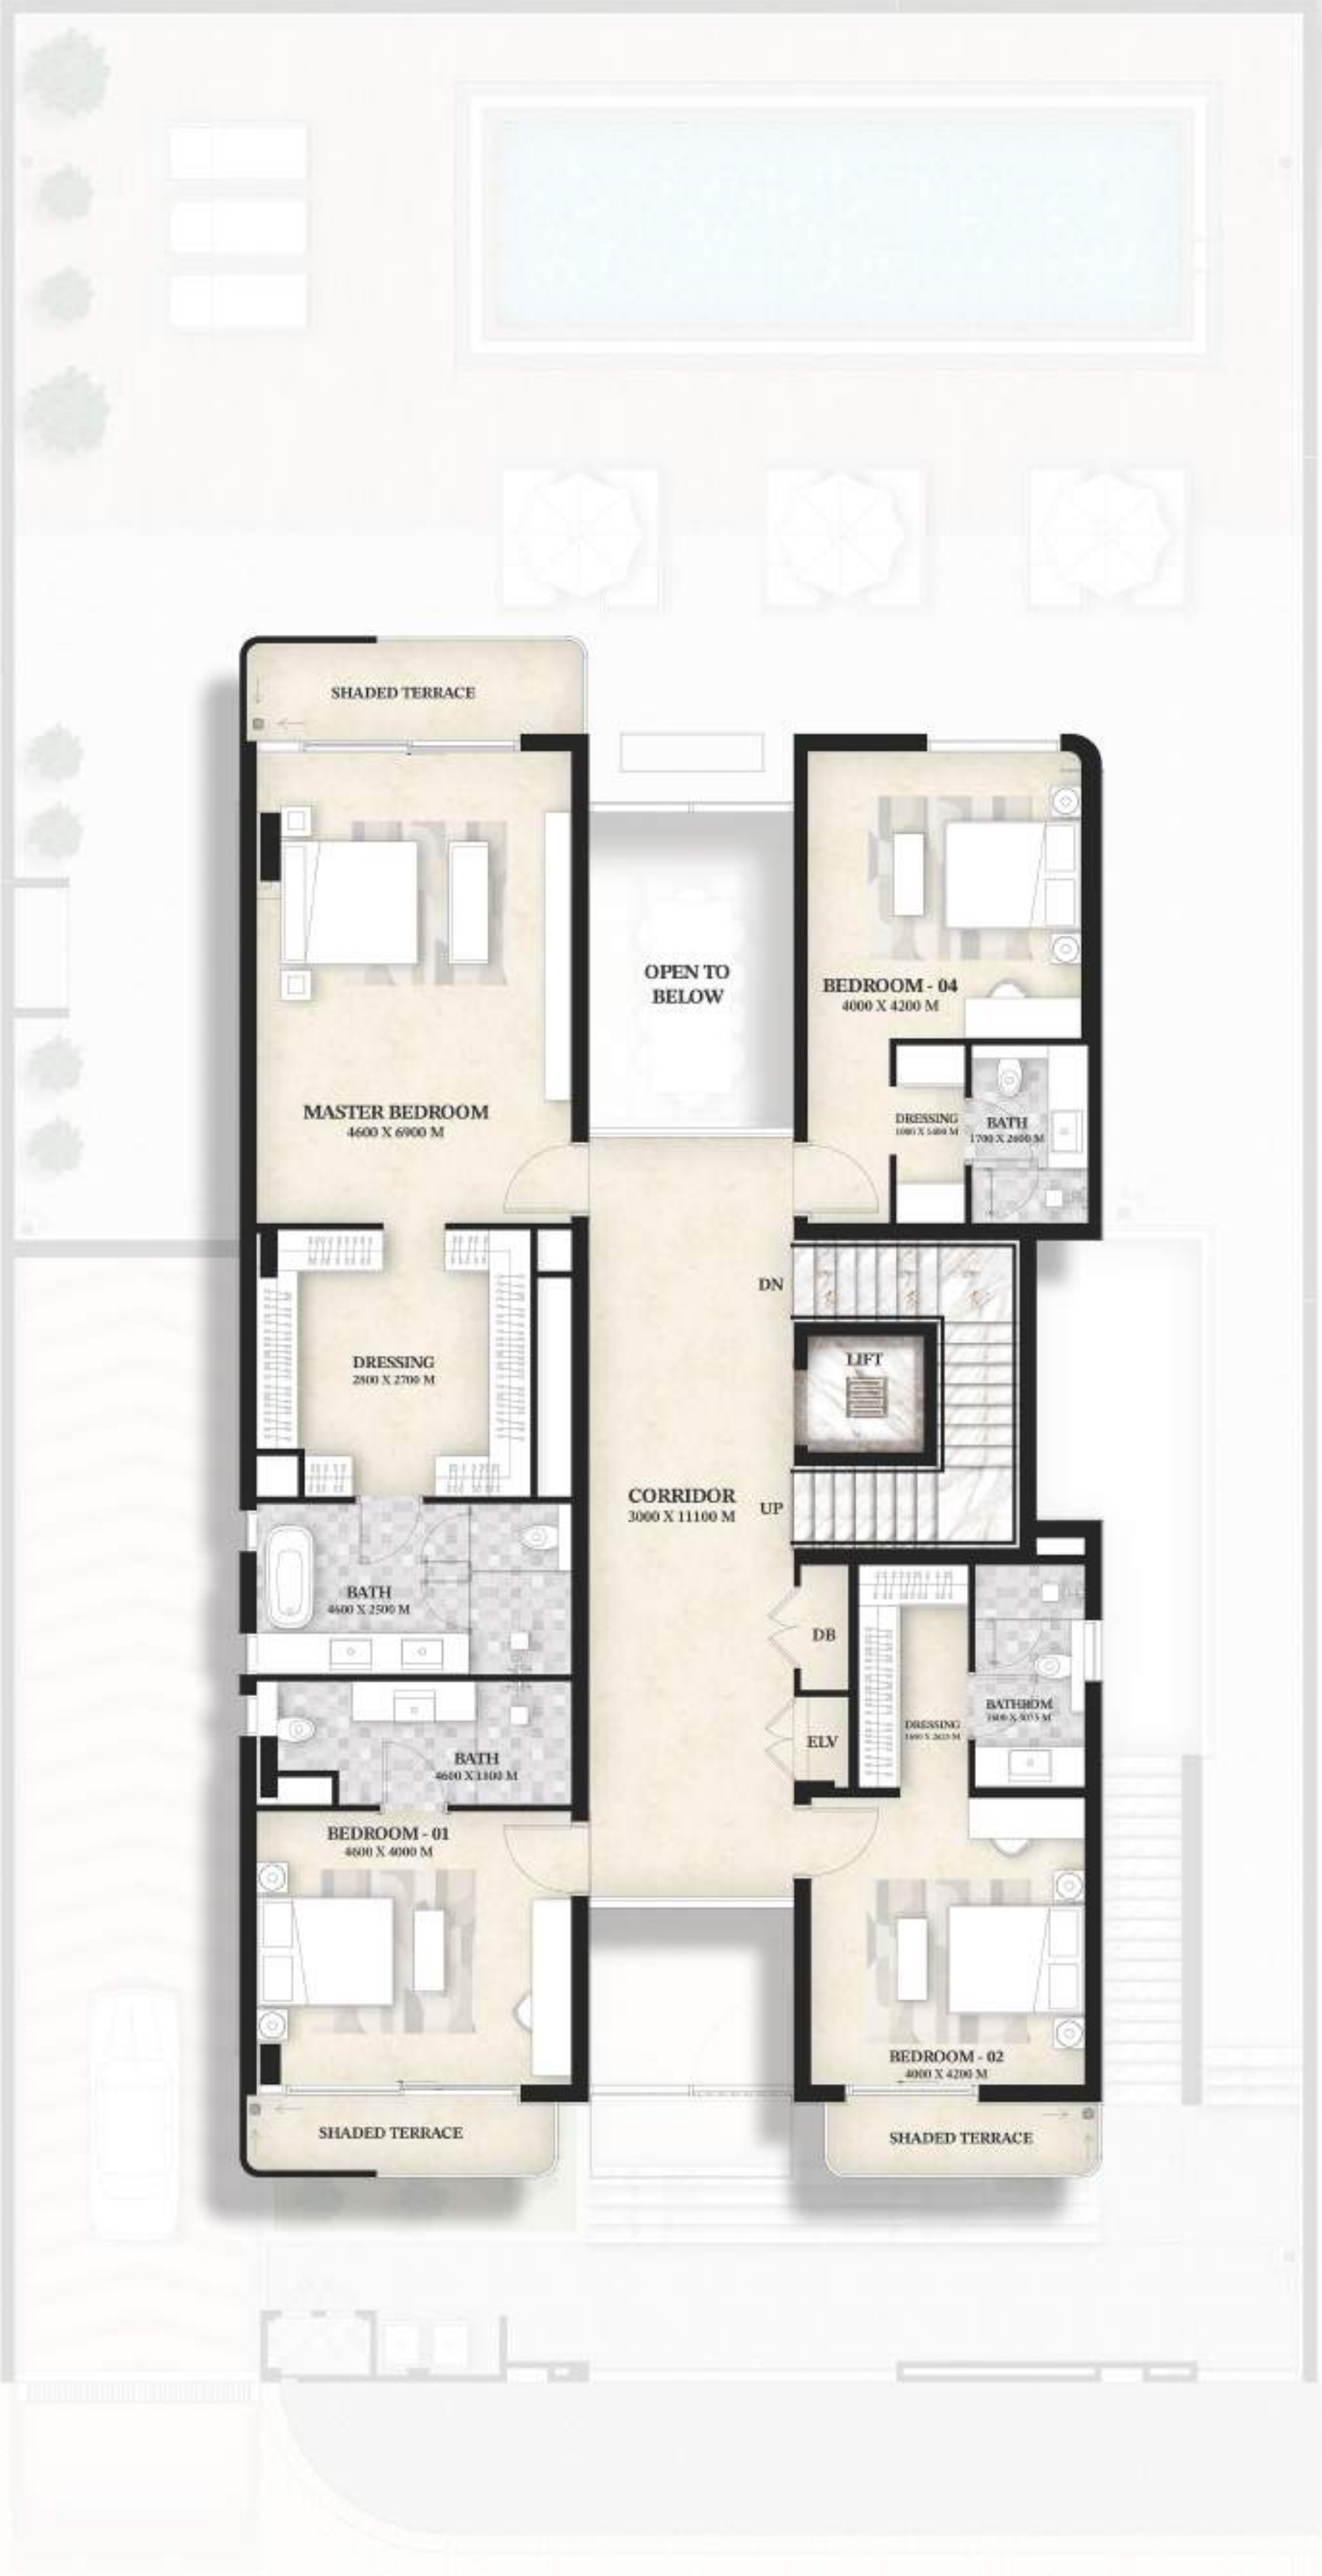 SHADED TERRACE
OPEN TO
BELOW
BEDROOM - 04
4000 X 4200 M
MASTER BEDROOM
4600 X 6900 M
DRESSING
BATH
1700 X 2600 M
DN
LIFT
DRESSING
2800 X 2700 M
CORRIDOR
3000 X 11100 M
UP
BATH
4600 X 2500 M
DB
BATHROM
DRESSING
ELV
BATH
4600 X 1800 M
BEDROOM - 01
4600 X 4000 M
BEDROOM - 02
4000 X 4200 M
SHADED TERRACE
SHADED TERRACE